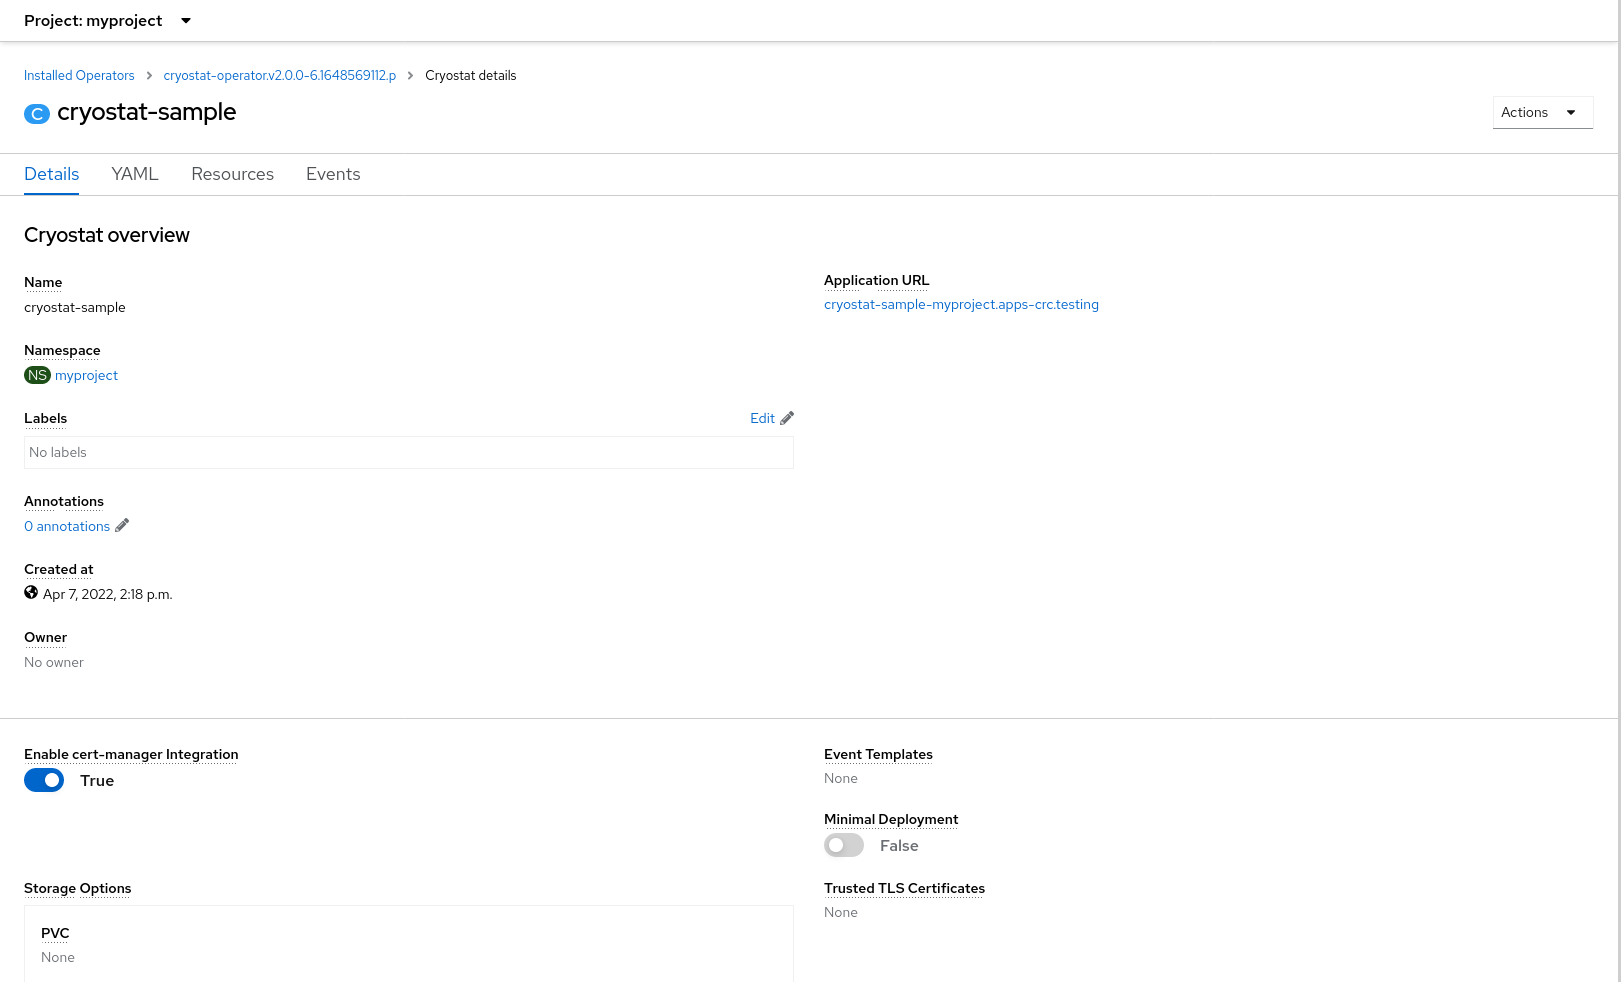 Project: myproject
Installed Operators > cryostat-operator.v2.0.0-6.1648569112.p > Cryostat details
C cryostat-sample
Actions
Details YAML Resources Events
Cryostat overview
Name
cryostat-sample
Application URL
cryostat-sample-myproject.apps-crc.testing
Namespace
NS myproject
Labels
Edit
No labels
Annotations
0 annotations
Created at
Apr 7, 2022, 2:18 p.m.
Owner
No owner
Enable cert-manager Integration
True
Event Templates
None
Minimal Deployment
False
Storage Options
PVC
None
Trusted TLS Certificates
None